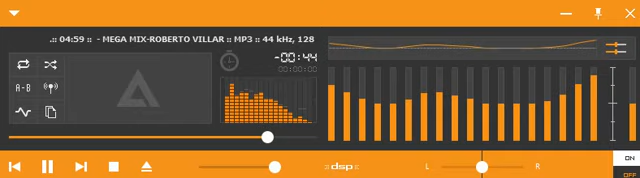 .:: 04:59 :: - MEGA MIX-ROBERTO VILLAR :: MP3 :: 44 kHz, 128
-00:44
00:00:00
A-B
::dsp::
L
R
ON
OFF